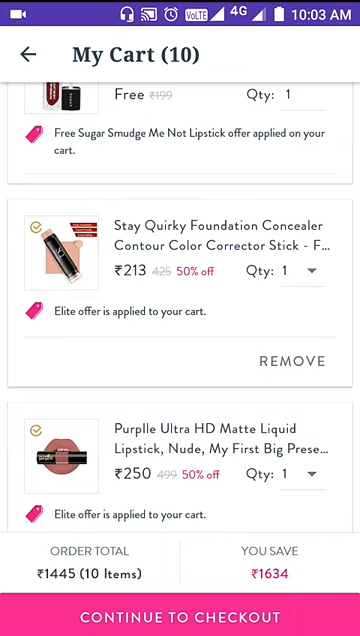 VoLTE 4G 10:03 AM
My Cart (10)
Free ₹199 Qty: 1
Free Sugar Smudge Me Not Lipstick offer applied on your
cart.
Stay Quirky Foundation Concealer
Contour Color Corrector Stick - F...
₹213 425 50% off Qty: 1
Elite offer is applied to your cart.
REMOVE
Purplle Ultra HD Matte Liquid
Lipstick, Nude, My First Big Prese...
₹250 499 50% off Qty: 1
Elite offer is applied to your cart.
ORDER TOTAL YOU SAVE
₹1445 (10 Items) ₹1634
CONTINUE TO CHECKOUT